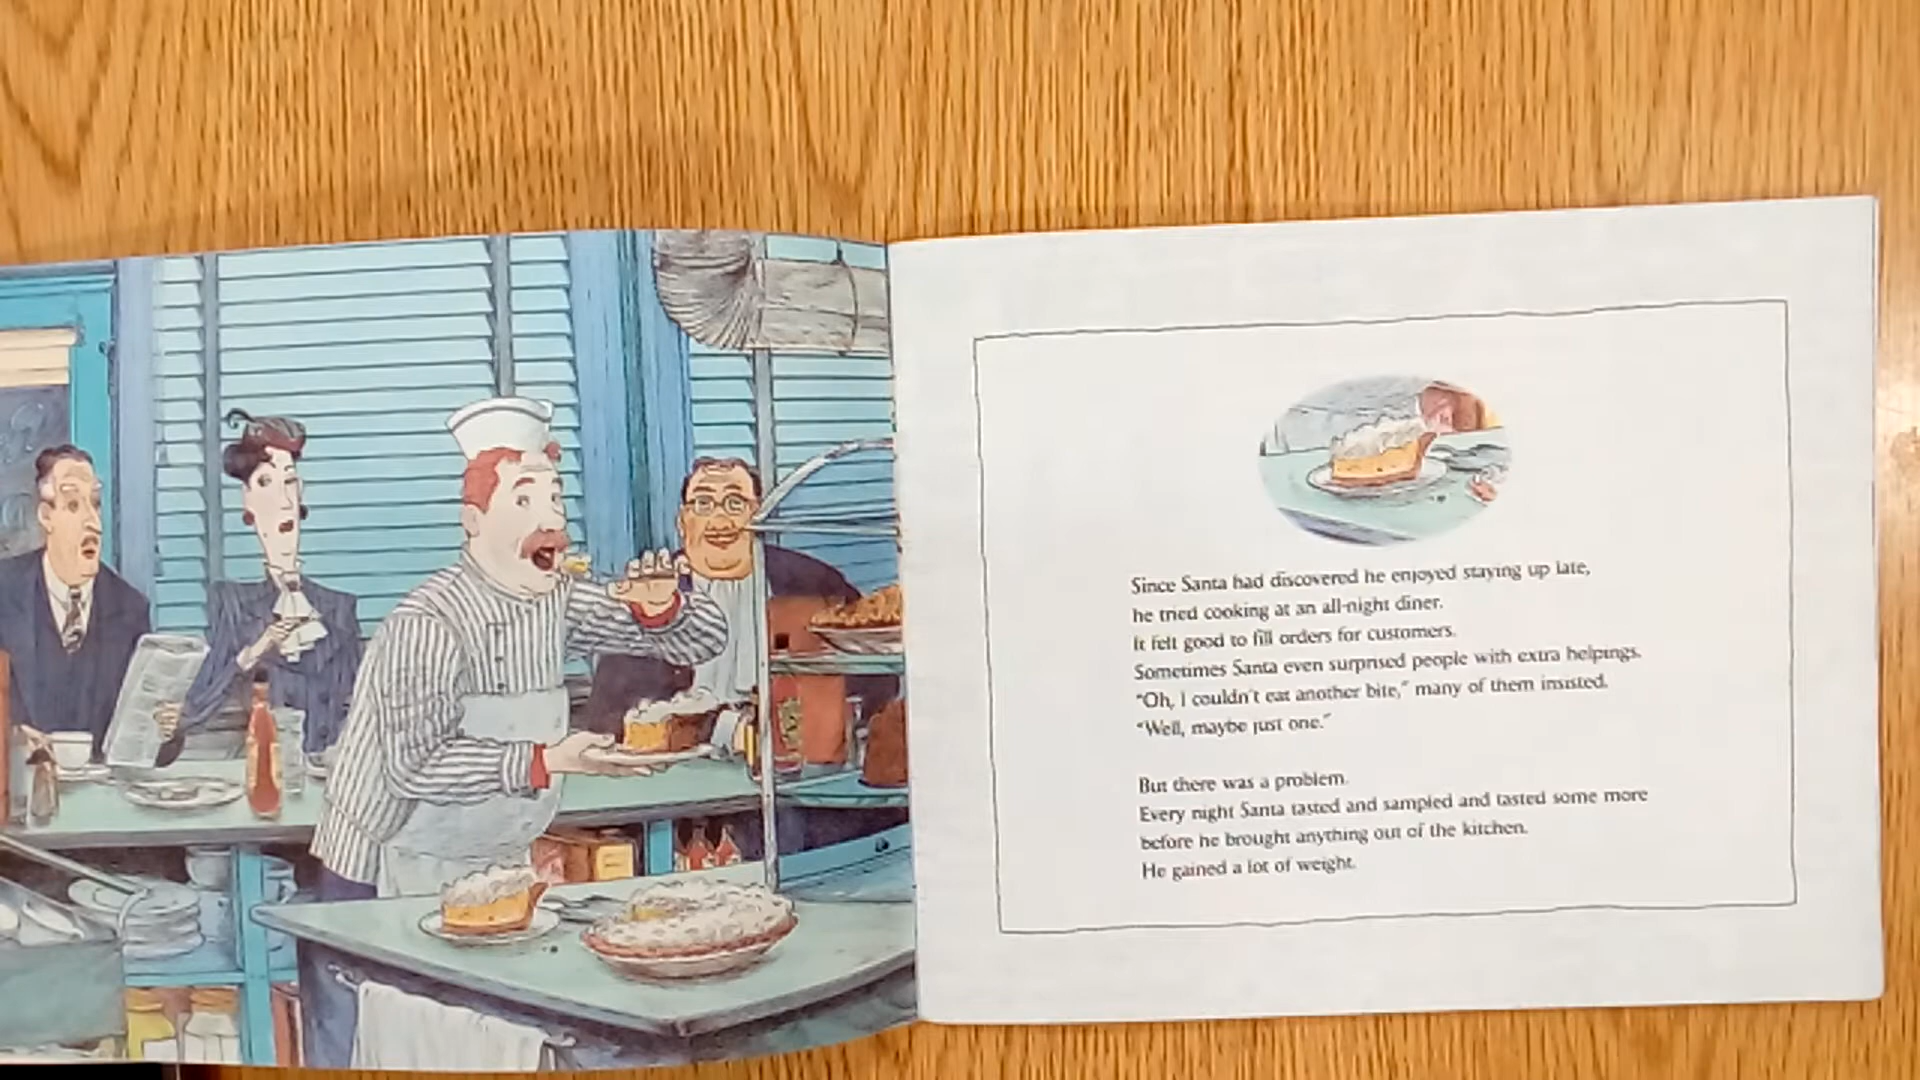 Since Santa had discovered he enjoyed staying up late,
he tried cooking at an all-night diner.
It felt good to fill orders for customers.
Sometimes Santa even surprised people with extra helpings.
“Oh, I couldn't eat another bite,” many of them insisted.
“Well, maybe just one.”
But there was a problem.
Every night Santa tasted and sampled and tasted some more
before he brought anything out of the kitchen.
He gained a lot of weight.